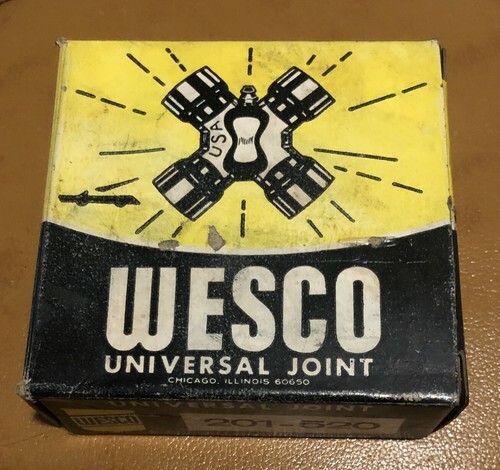 USA
WESCO
UNIVERSAL JOINT
CHICAGO, ILLINOIS 60650
UNIVERSAL JOINT
WESCO
201-520